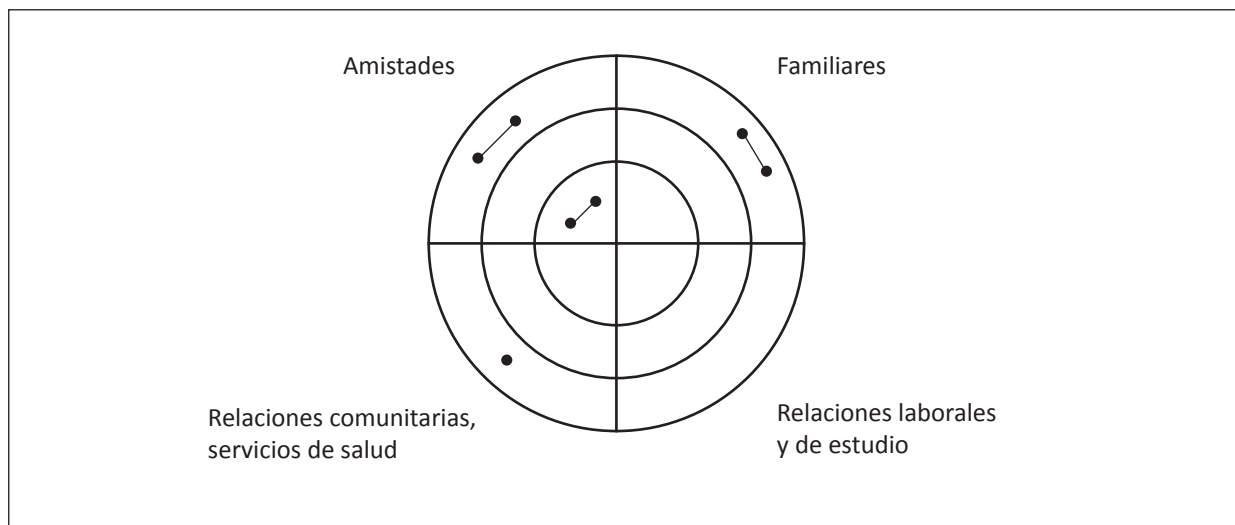 Amistades
Familiares
Relaciones comunitarias,
servicios de salud
Relaciones laborales
y de estudio